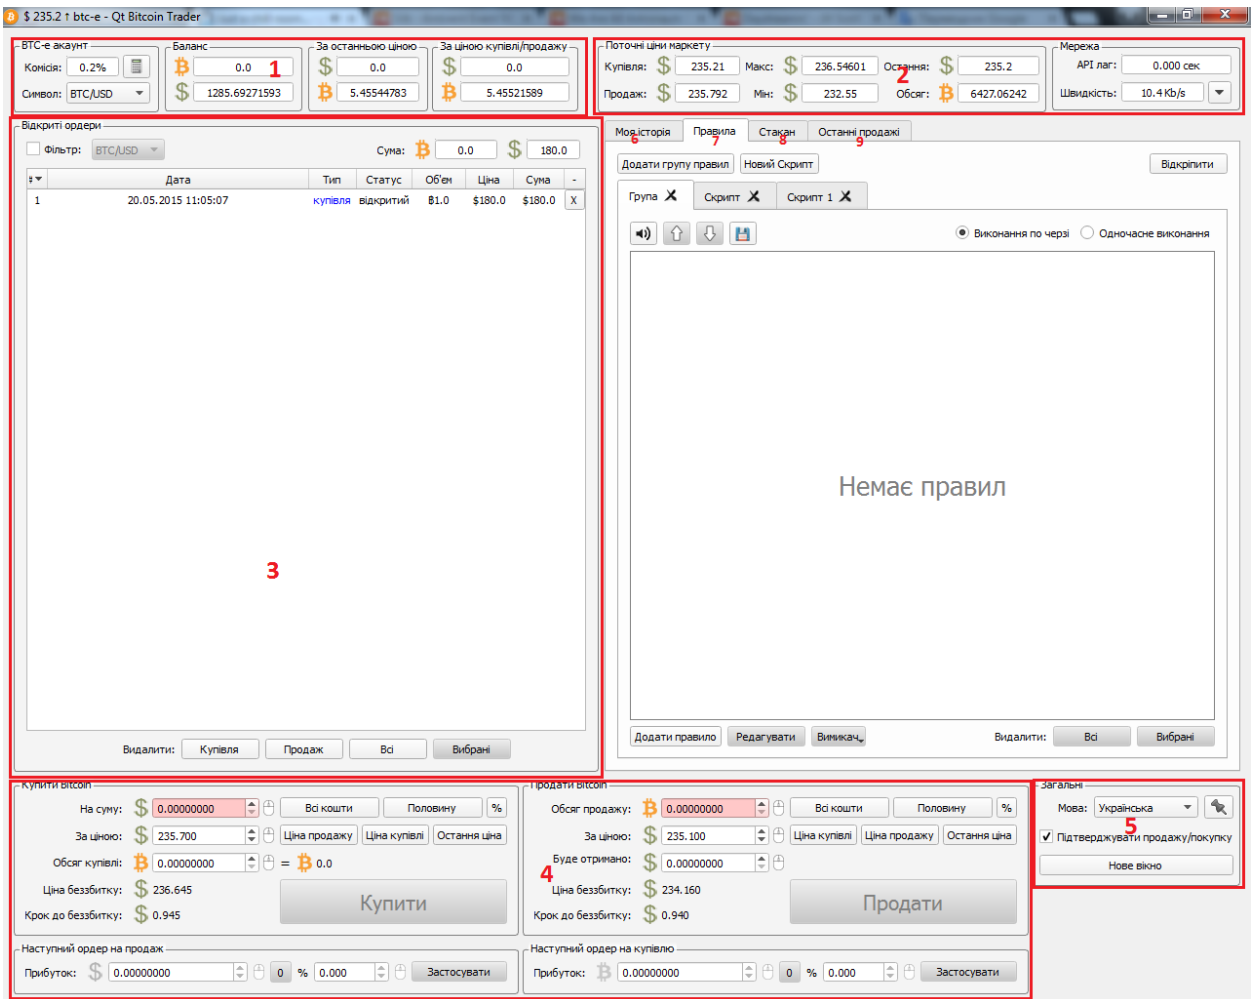 $ 235.2 ↑ btc-e - Qt Bitcoin Trader
BTC-e акаунт
Баланс
За останньою ціною
За ціною купівлі/продажу
Поточні ціни маркету
Мережа
Комісія: 0.2% 0.0 1 $ 0.0 $ 0.0
Купівля: $ 235.21 Макс: $ 236.54601 Остання: $ 235.2
2
API лаг: 0.000 сек
Символ: BTC/USD $ 1285.69271593 5.45544783 5.45521589
Продаж: $ 235.792 Мін: $ 232.55 Обсяг: 6427.06242
Швидкість: 10.4 Kb/s
Відкриті ордери
Фільтр: BTC/USD Сума: 0.0 $ 180.0
Дата Тип Статус Об'єм Ціна Сума -
1 20.05.2015 11:05:07 купівля відкритий ฿1.0 $180.0 $180.0 X
3
Видалити: Купівля Продаж Всі Вибрані
Моя історія Правила Стакан Останні продажі
6 7 8 9
Додати групу правил Новий Скрипт Відкріпити
Група Скрипт Скрипт 1
Виконання по черзі Одночасне виконання
Немає правил
Додати правило Редагувати Вимикач Видалити: Всі Вибрані
Купити Bitcoin
На суму: $ 0.00000000 Всі кошти Половину %
За ціною: $ 235.700 Ціна продажу Ціна купівлі Остання ціна
Обсяг купівлі: 0.00000000 = 0.0
Ціна беззбитку: $ 236.645
Крок до беззбитку: $ 0.945
Купити
Наступний ордер на продаж
Прибуток: $ 0.00000000 0 % 0.000 Застосувати
Продати Bitcoin
Обсяг продажу: 0.00000000 Всі кошти Половину %
За ціною: $ 235.100 Ціна купівлі Ціна продажу Остання ціна
Буде отримано: $ 0.00000000
4
Ціна беззбитку: $ 234.160
Крок до беззбитку: $ 0.940
Продати
Наступний ордер на купівлю
Прибуток: 0.00000000 0 % 0.000 Застосувати
Загальні
Мова: Українська
5
Підтверджувати продажу/покупку
Нове вікно